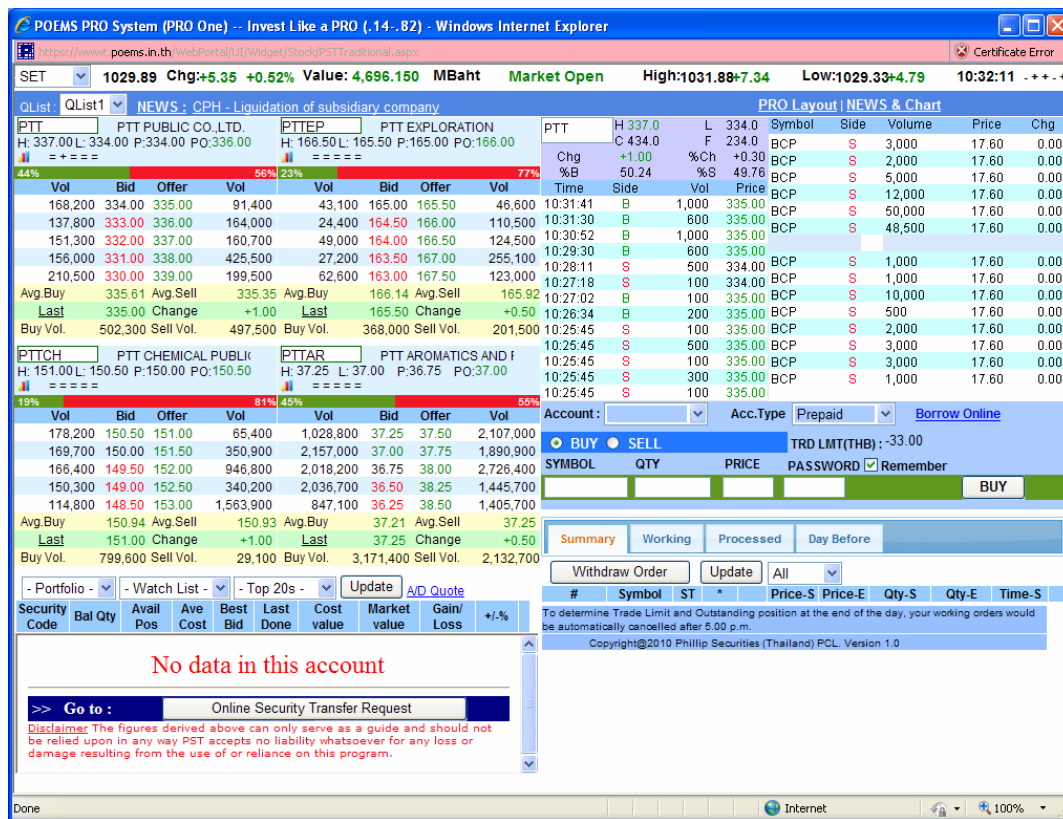 POEMS PRO System (PRO One) -- Invest Like a PRO (.14-.82) - Windows Internet Explorer
https://wwwt.poems.in.th/WebPortal/UI/Widget/Stock/PSTTraditional.aspx Certificate Error
SET 1029.89 Chg:+5.35 +0.52% Value: 4,696.150 MBaht Market Open High:1031.88+7.34 Low:1029.33+4.79 10:32:11 -++-+
QList: QList1 NEWS : CPH - Liguidation of subsidiary company PRO Layout | NEWS & Chart
PTT PTT PUBLIC CO.,LTD.
H: 337.00 L: 334.00 P:334.00 PO:336.00
= + = = =
44% 56%
Vol Bid Offer Vol
168,200 334.00 335.00 91,400
137,800 333.00 336.00 164,000
151,300 332.00 337.00 160,700
156,000 331.00 338.00 425,500
210,500 330.00 339.00 199,500
Avg.Buy 335.61 Avg.Sell 335.35
Last 335.00 Change +1.00
Buy Vol. 502,300 Sell Vol. 497,500
PTTEP PTT EXPLORATION
H: 166.50 L: 165.50 P:165.00 PO:166.00
= = = = =
23% 77%
Vol Bid Offer Vol
43,100 165.00 165.50 46,600
24,400 164.50 166.00 110,500
49,000 164.00 166.50 124,500
27,200 163.50 167.00 255,100
62,600 163.00 167.50 123,000
Avg.Buy 166.14 Avg.Sell 165.92
Last 165.50 Change +0.50
Buy Vol. 368,000 Sell Vol. 201,500
PTTCH PTT CHEMICAL PUBLIC
H: 151.00 L: 150.50 P:150.00 PO:150.50
= = = = =
19% 81%
Vol Bid Offer Vol
178,200 150.50 151.00 65,400
169,700 150.00 151.50 350,900
166,400 149.50 152.00 946,800
150,300 149.00 152.50 340,200
114,800 148.50 153.00 1,563,900
Avg.Buy 150.94 Avg.Sell 150.93
Last 151.00 Change +1.00
Buy Vol. 799,600 Sell Vol. 29,100
PTTAR PTT AROMATICS AND F
H: 37.25 L: 37.00 P:36.75 PO:37.00
= = = = =
45% 55%
Vol Bid Offer Vol
1,028,800 37.25 37.50 2,107,000
2,157,000 37.00 37.75 1,890,900
2,018,200 36.75 38.00 2,726,400
2,036,700 36.50 38.25 1,445,700
847,100 36.25 38.50 1,405,700
Avg.Buy 37.21 Avg.Sell 37.25
Last 37.25 Change +0.50
Buy Vol. 3,171,400 Sell Vol. 2,132,700
- Portfolio - - Watch List - - Top 20s - Update A/D Quote
Security Code Bal Qty Avail Pos Ave Cost Best Bid Last Done Cost value Market value Gain/ Loss +/-%
No data in this account
>> Go to : Online Security Transfer Request
Disclaimer The figures derived above can only serve as a guide and should not
be relied upon in any way PST accepts no liability whatsoever for any loss or
damage resulting from the use of or reliance on this program.
PTT H 337.0 L 334.0
C 434.0 F 234.0
Chg +1.00 %Ch +0.30
%B 50.24 %S 49.76
Time Side Vol Price
10:31:41 B 1,000 335.00
10:31:30 B 600 335.00
10:30:52 B 1,000 335.00
10:29:30 B 600 335.00
10:28:11 S 500 334.00
10:27:18 S 100 334.00
10:27:02 B 100 335.00
10:26:34 B 200 335.00
10:25:45 S 100 335.00
10:25:45 S 500 335.00
10:25:45 S 100 335.00
10:25:45 S 300 335.00
10:25:45 S 100 335.00
Symbol Side Volume Price Chg
BCP S 3,000 17.60 0.00
BCP S 2,000 17.60 0.00
BCP S 5,000 17.60 0.00
BCP S 12,000 17.60 0.00
BCP S 50,000 17.60 0.00
BCP S 48,500 17.60 0.00
BCP S 1,000 17.60 0.00
BCP S 1,000 17.60 0.00
BCP S 10,000 17.60 0.00
BCP S 500 17.60 0.00
BCP S 2,000 17.60 0.00
BCP S 3,000 17.60 0.00
BCP S 3,000 17.60 0.00
BCP S 1,000 17.60 0.00
Account : Acc.Type Prepaid Borrow Online
BUY SELL TRD LMT(THB) : -33.00
SYMBOL QTY PRICE PASSWORD Remember
BUY
Summary Working Processed Day Before
Withdraw Order Update All
# Symbol ST * Price-S Price-E Qty-S Qty-E Time-S
To determine Trade Limit and Outstanding position at the end of the day, your working orders would
be automatically cancelled after 5.00 p.m.
Copyright@2010 Phillip Securities (Thailand) PCL. Version 1.0
Done Internet 100%